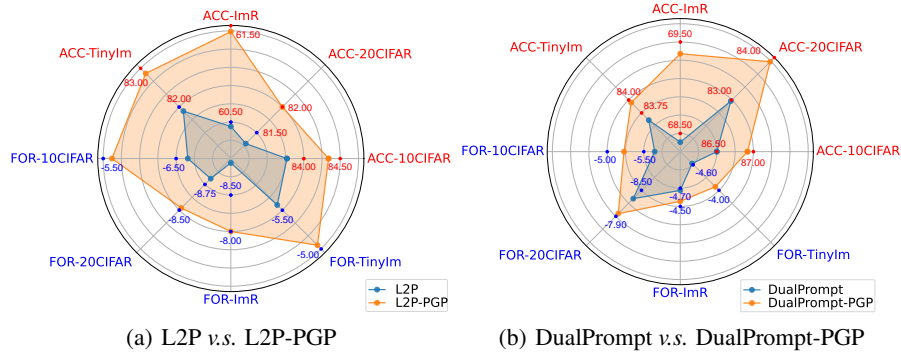 ACC-ImR
61.50
ACC-TinyIm
83.00
ACC-20CIFAR
82.00
82.00
60.50
81.50
FOR-10CIFAR
-5.50
-6.50
84.00
84.50
ACC-10CIFAR
-8.75
-8.50
-8.50
-5.50
-8.00
-5.00
FOR-20CIFAR
FOR-TinyIm
FOR-ImR
L2P
L2P-PGP
(a) L2P v.s. L2P-PGP
ACC-ImR
69.50
ACC-TinyIm
ACC-20CIFAR
84.00
84.00
83.75
83.00
68.50
FOR-10CIFAR
-5.00
-5.50
86.50
87.00
ACC-10CIFAR
-4.60
-8.50
-4.70
-4.00
-4.50
-7.90
FOR-20CIFAR
FOR-TinyIm
FOR-ImR
DualPrompt
DualPrompt-PGP
(b) DualPrompt v.s. DualPrompt-PGP